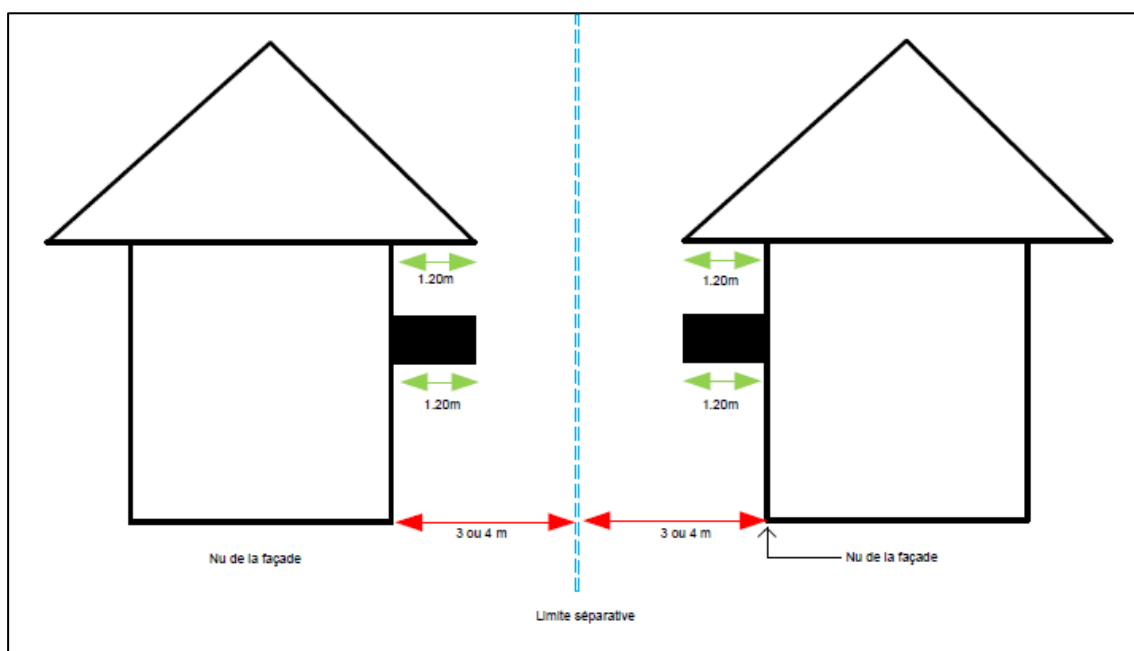 1.20m
1.20m
1.20m
1.20m
3 ou 4 m
3 ou 4 m
Nu de la façade
Nu de la façade
Limite séparative